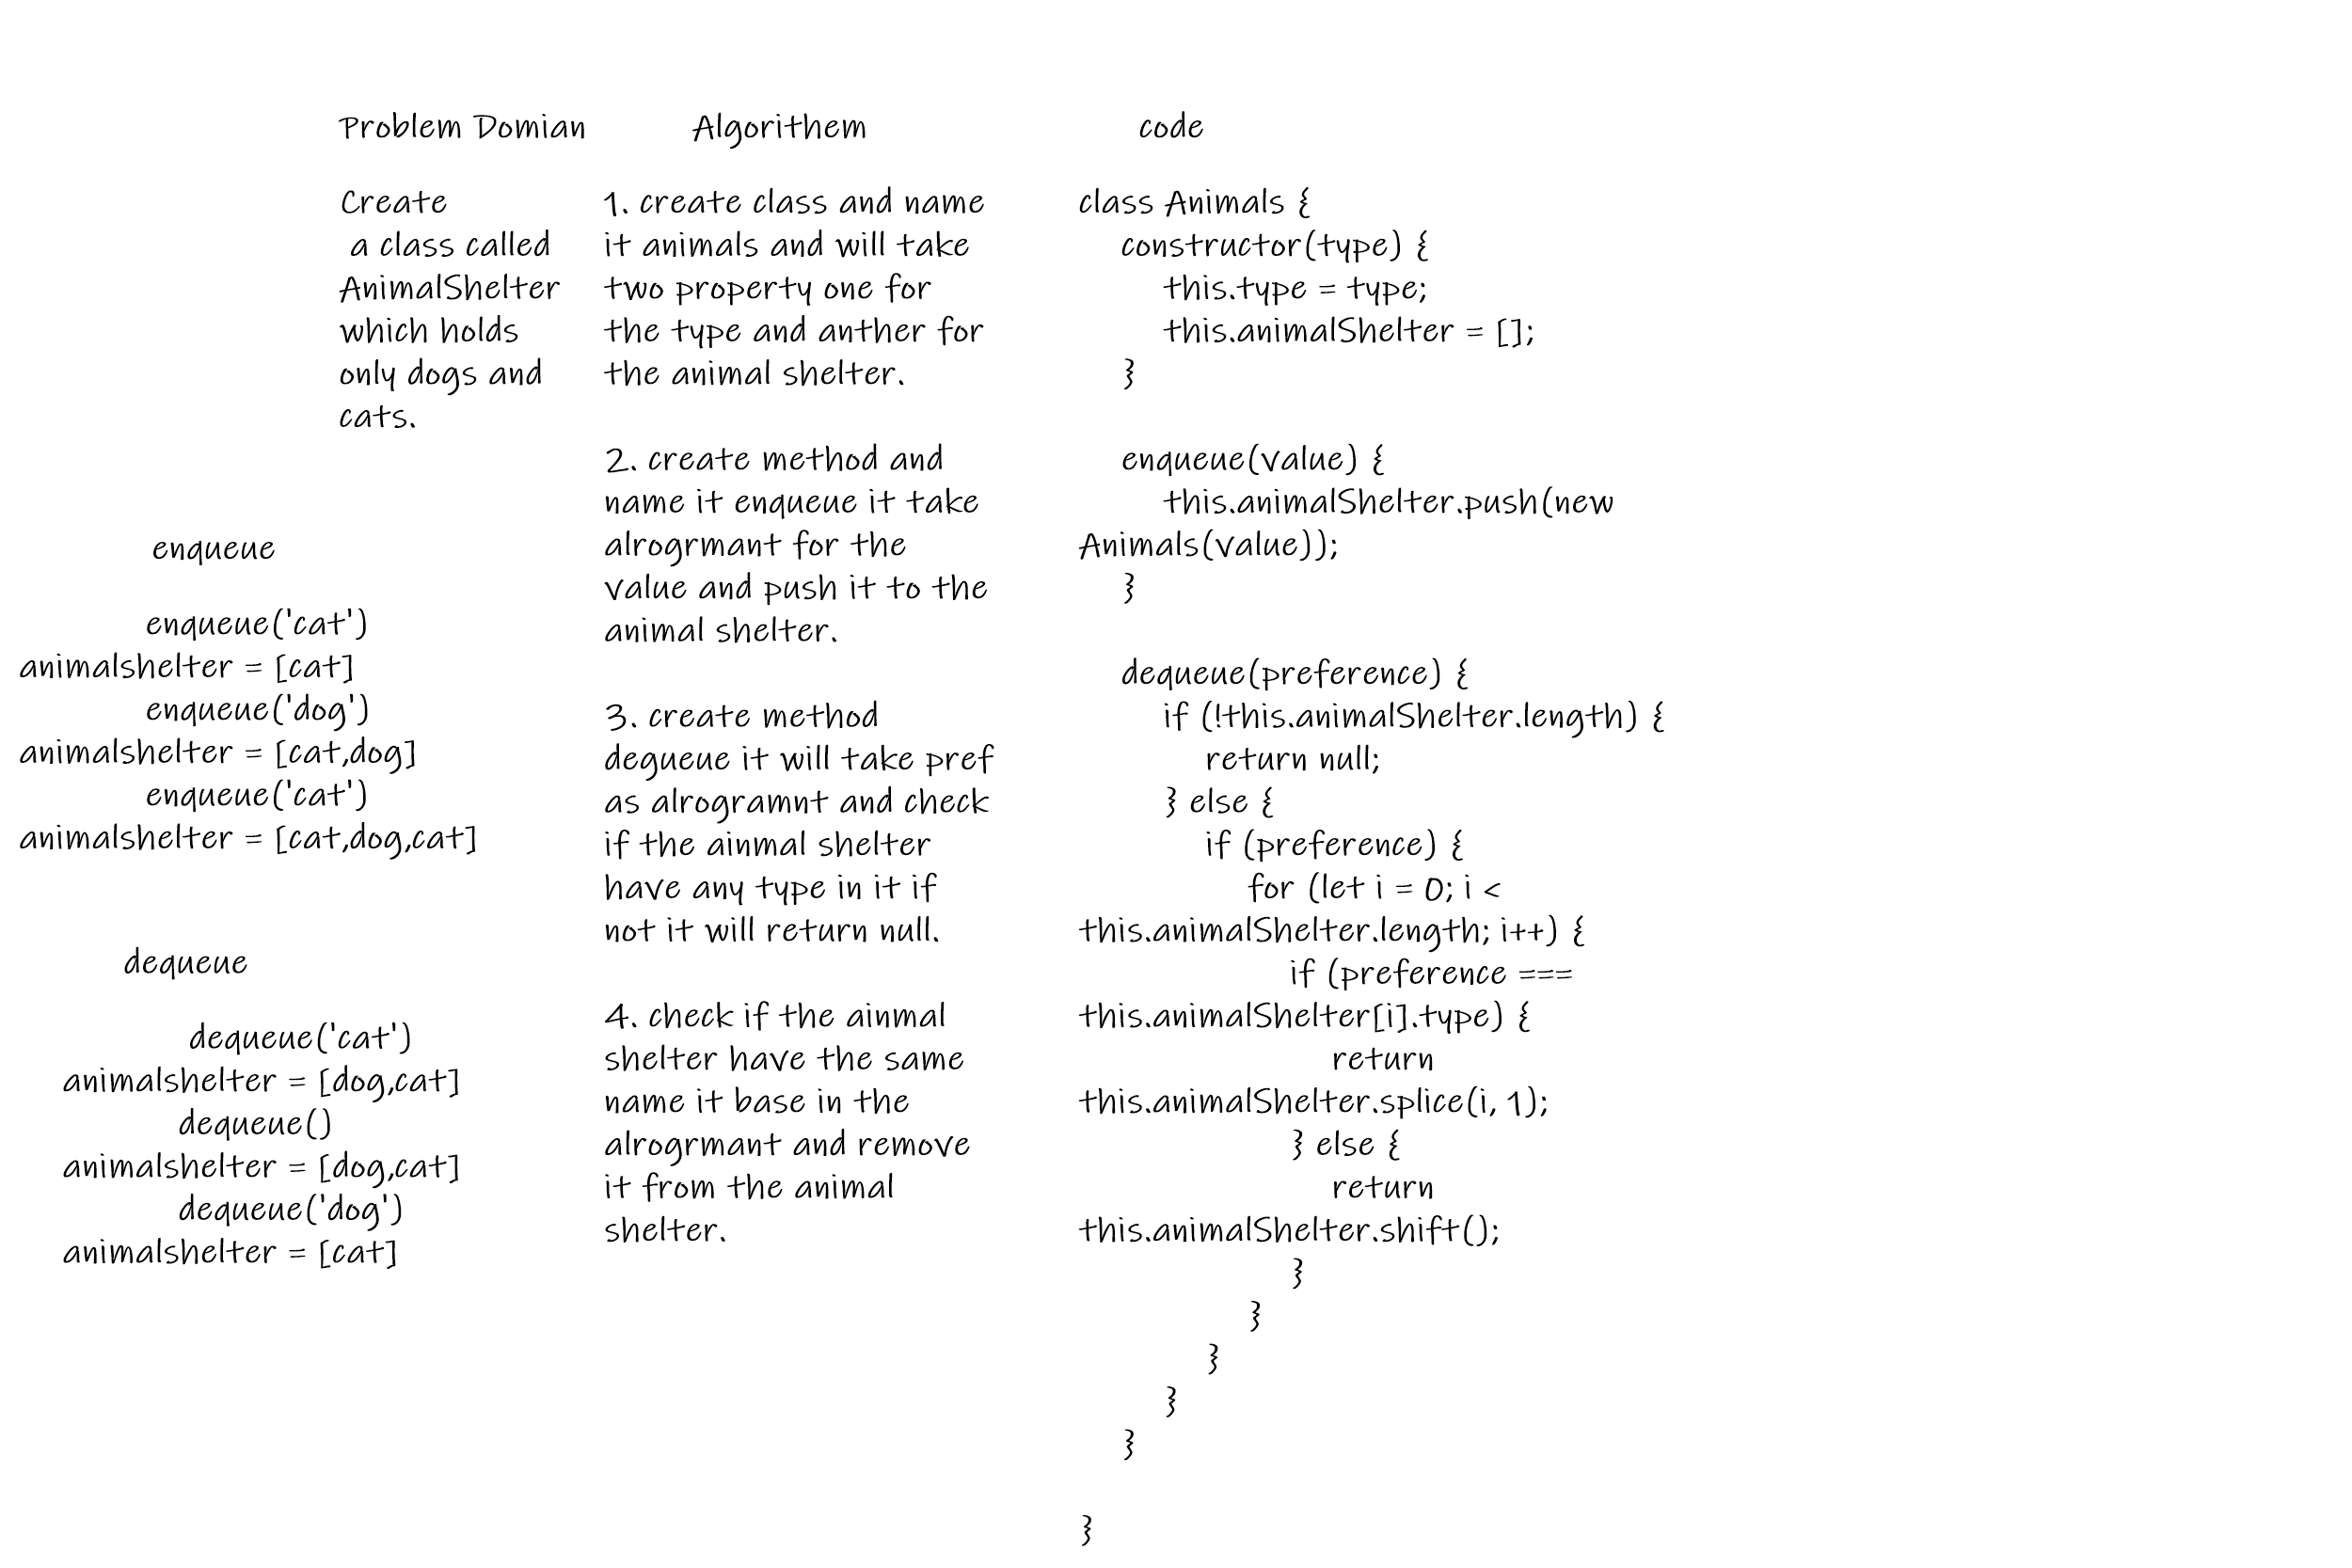 Problem Domian
Create
a class called
AnimalShelter
which holds
only dogs and
cats.
enqueue
enqueue('cat')
animalshelter = [cat]
enqueue('dog')
animalshelter = [cat,dog]
enqueue('cat')
animalshelter = [cat,dog,cat]
dequeue
dequeue('cat')
animalshelter = [dog,cat]
dequeue()
animalshelter = [dog,cat]
dequeue('dog')
animalshelter = [cat]
Algorithem
1. create class and name
it animals and will take
two property one for
the type and anther for
the animal shelter.
2. create method and
name it enqueue it take
alrogrmant for the
value and push it to the
animal shelter.
3. create method
degueue it will take pref
as alrogramnt and check
if the ainmal shelter
have any type in it if
not it will return null.
4. check if the ainmal
shelter have the same
name it base in the
alrogrmant and remove
it from the animal
shelter.
code
class Animals {
constructor(type) {
this.type = type;
this.animalShelter = [];
}
enqueue(value) {
this.animalShelter.push(new
Animals(value));
}
dequeue(preference) {
if (!this.animalShelter.length) {
return null;
} else {
if (preference) {
for (let i = 0; i <
this.animalShelter.length; i++) {
if (preference ===
this.animalShelter[i].type) {
return
this.animalShelter.splice(i, 1);
} else {
return
this.animalShelter.shift();
}
}
}
}
}
}